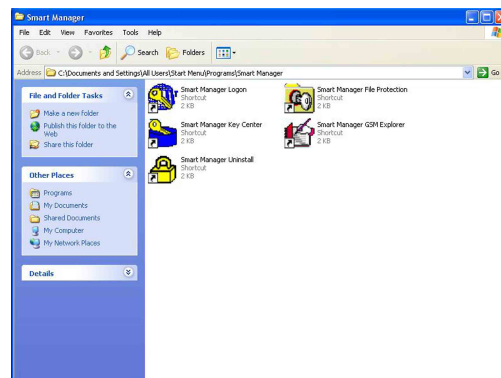 Smart Manager
File Edit View Favorites Tools Help
Back Search Folders
Address C:\Documents and Settings\All Users\Start Menu\Programs\Smart Manager Go
File and Folder Tasks
Make a new folder
Publish this folder to the Web
Share this folder
Other Places
Programs
My Documents
Shared Documents
My Computer
My Network Places
Details
Smart Manager Logon
Shortcut
2 KB
Smart Manager File Protection
Shortcut
2 KB
Smart Manager Key Center
Shortcut
2 KB
Smart Manager GSM Explorer
Shortcut
2 KB
Smart Manager Uninstall
Shortcut
2 KB